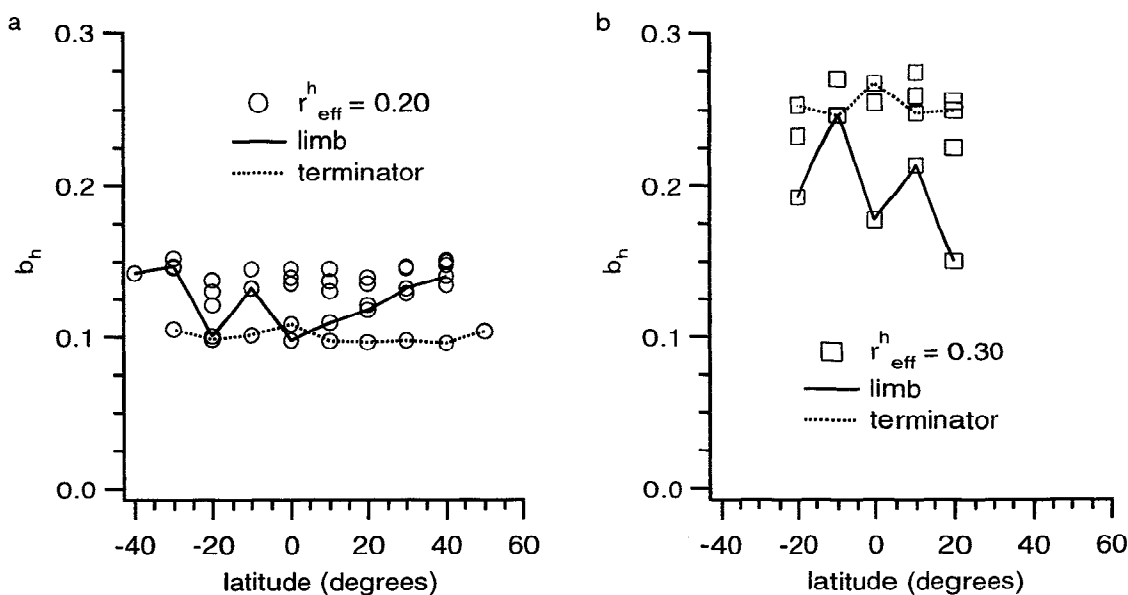 a
0.3
0.2
0.1
0.0
b_h
r^h_eff = 0.20
limb
terminator
-40 -20 0 20 40 60
latitude (degrees)
b
0.3
0.2
0.1
0.0
b_h
r^h_eff = 0.30
limb
terminator
-40 -20 0 20 40 60
latitude (degrees)